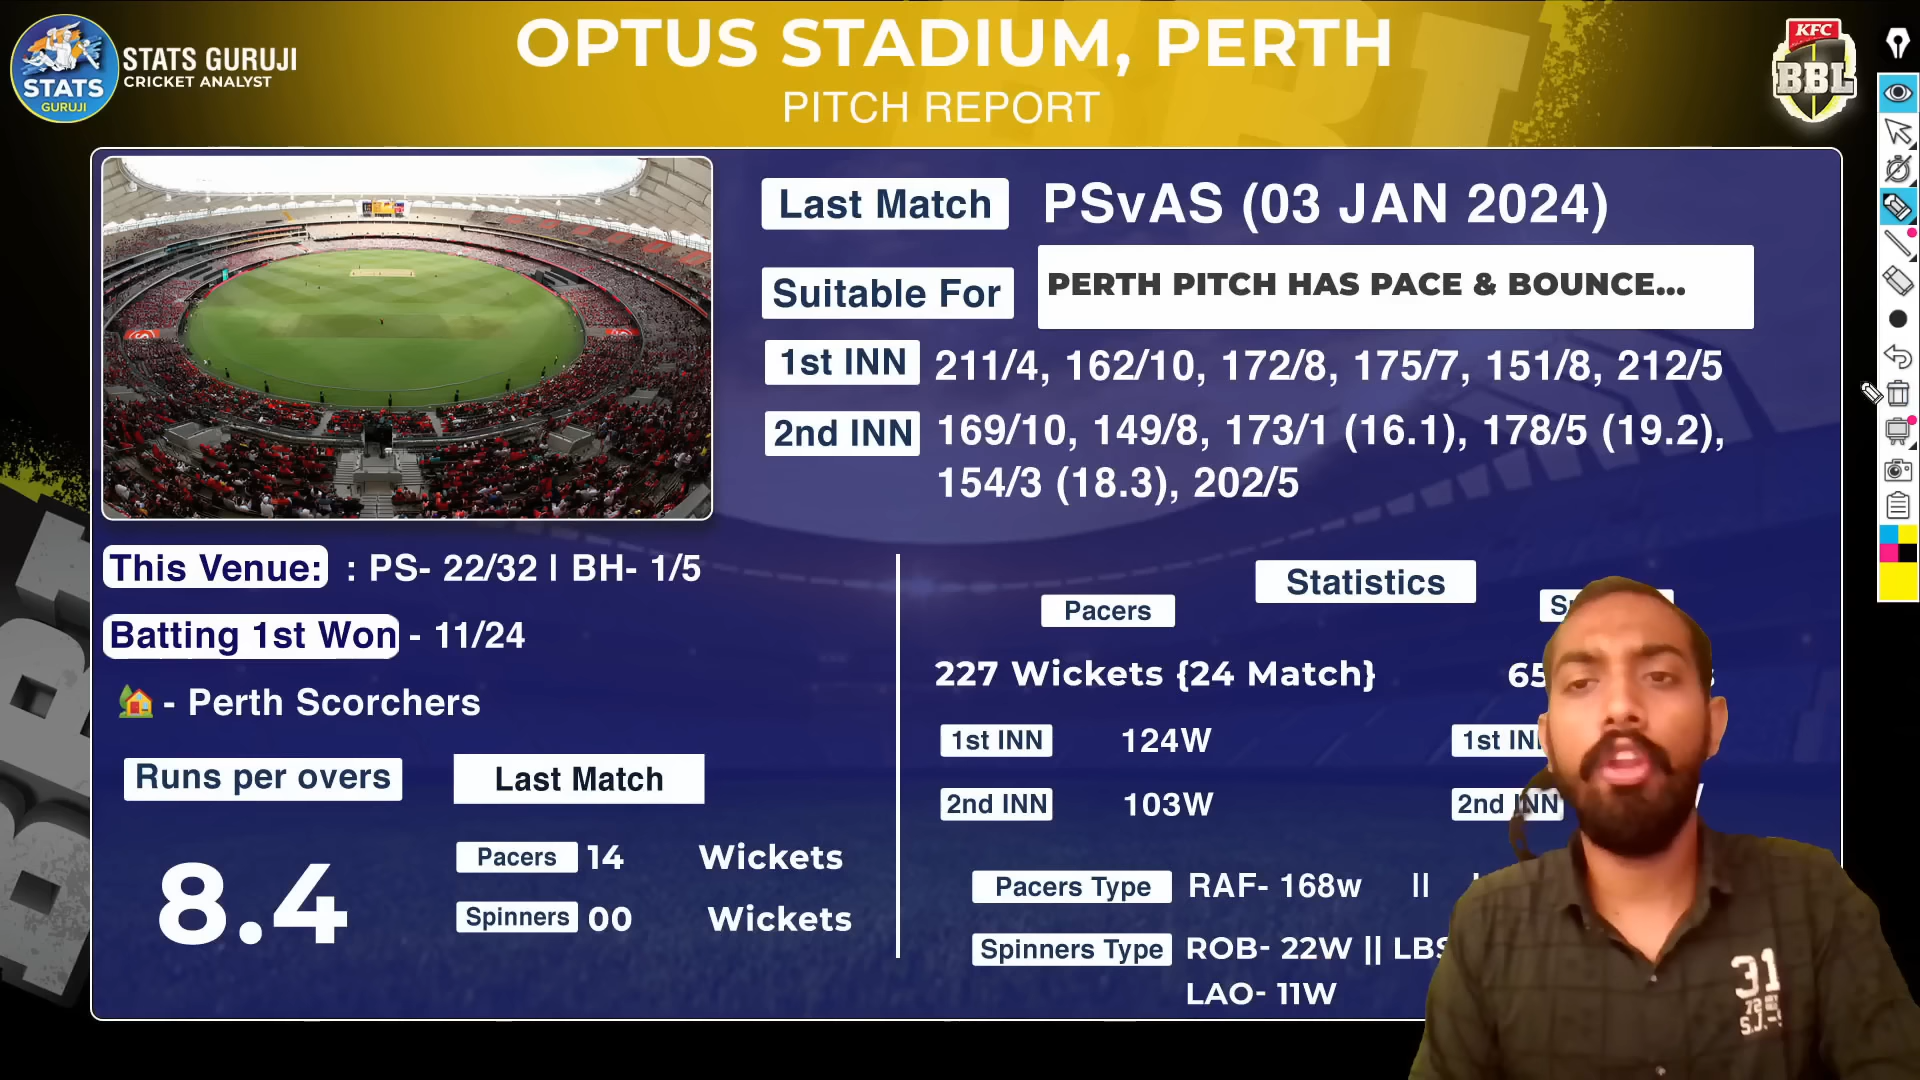 STATS GURUJI
CRICKET ANALYST
STATS
GURUJI
OPTUS STADIUM, PERTH
PITCH REPORT
KFC
BBL
Last Match PSvAS (03 JAN 2024)
Suitable For PERTH PITCH HAS PACE & BOUNCE...
1st INN 211/4, 162/10, 172/8, 175/7, 151/8, 212/5
2nd INN 169/10, 149/8, 173/1 (16.1), 178/5 (19.2),
154/3 (18.3), 202/5
This Venue: : PS- 22/32 | BH- 1/5
Batting 1st Won - 11/24
- Perth Scorchers
Runs per overs
8.4
Last Match
Pacers 14 Wickets
Spinners 00 Wickets
Statistics
Pacers
227 Wickets {24 Match}
65
1st INN 124W
2nd INN 103W
1st INN
2nd INN
Pacers Type RAF- 168w ||
Spinners Type ROB- 22W || LBS
LAO- 11W
31
S.J.-